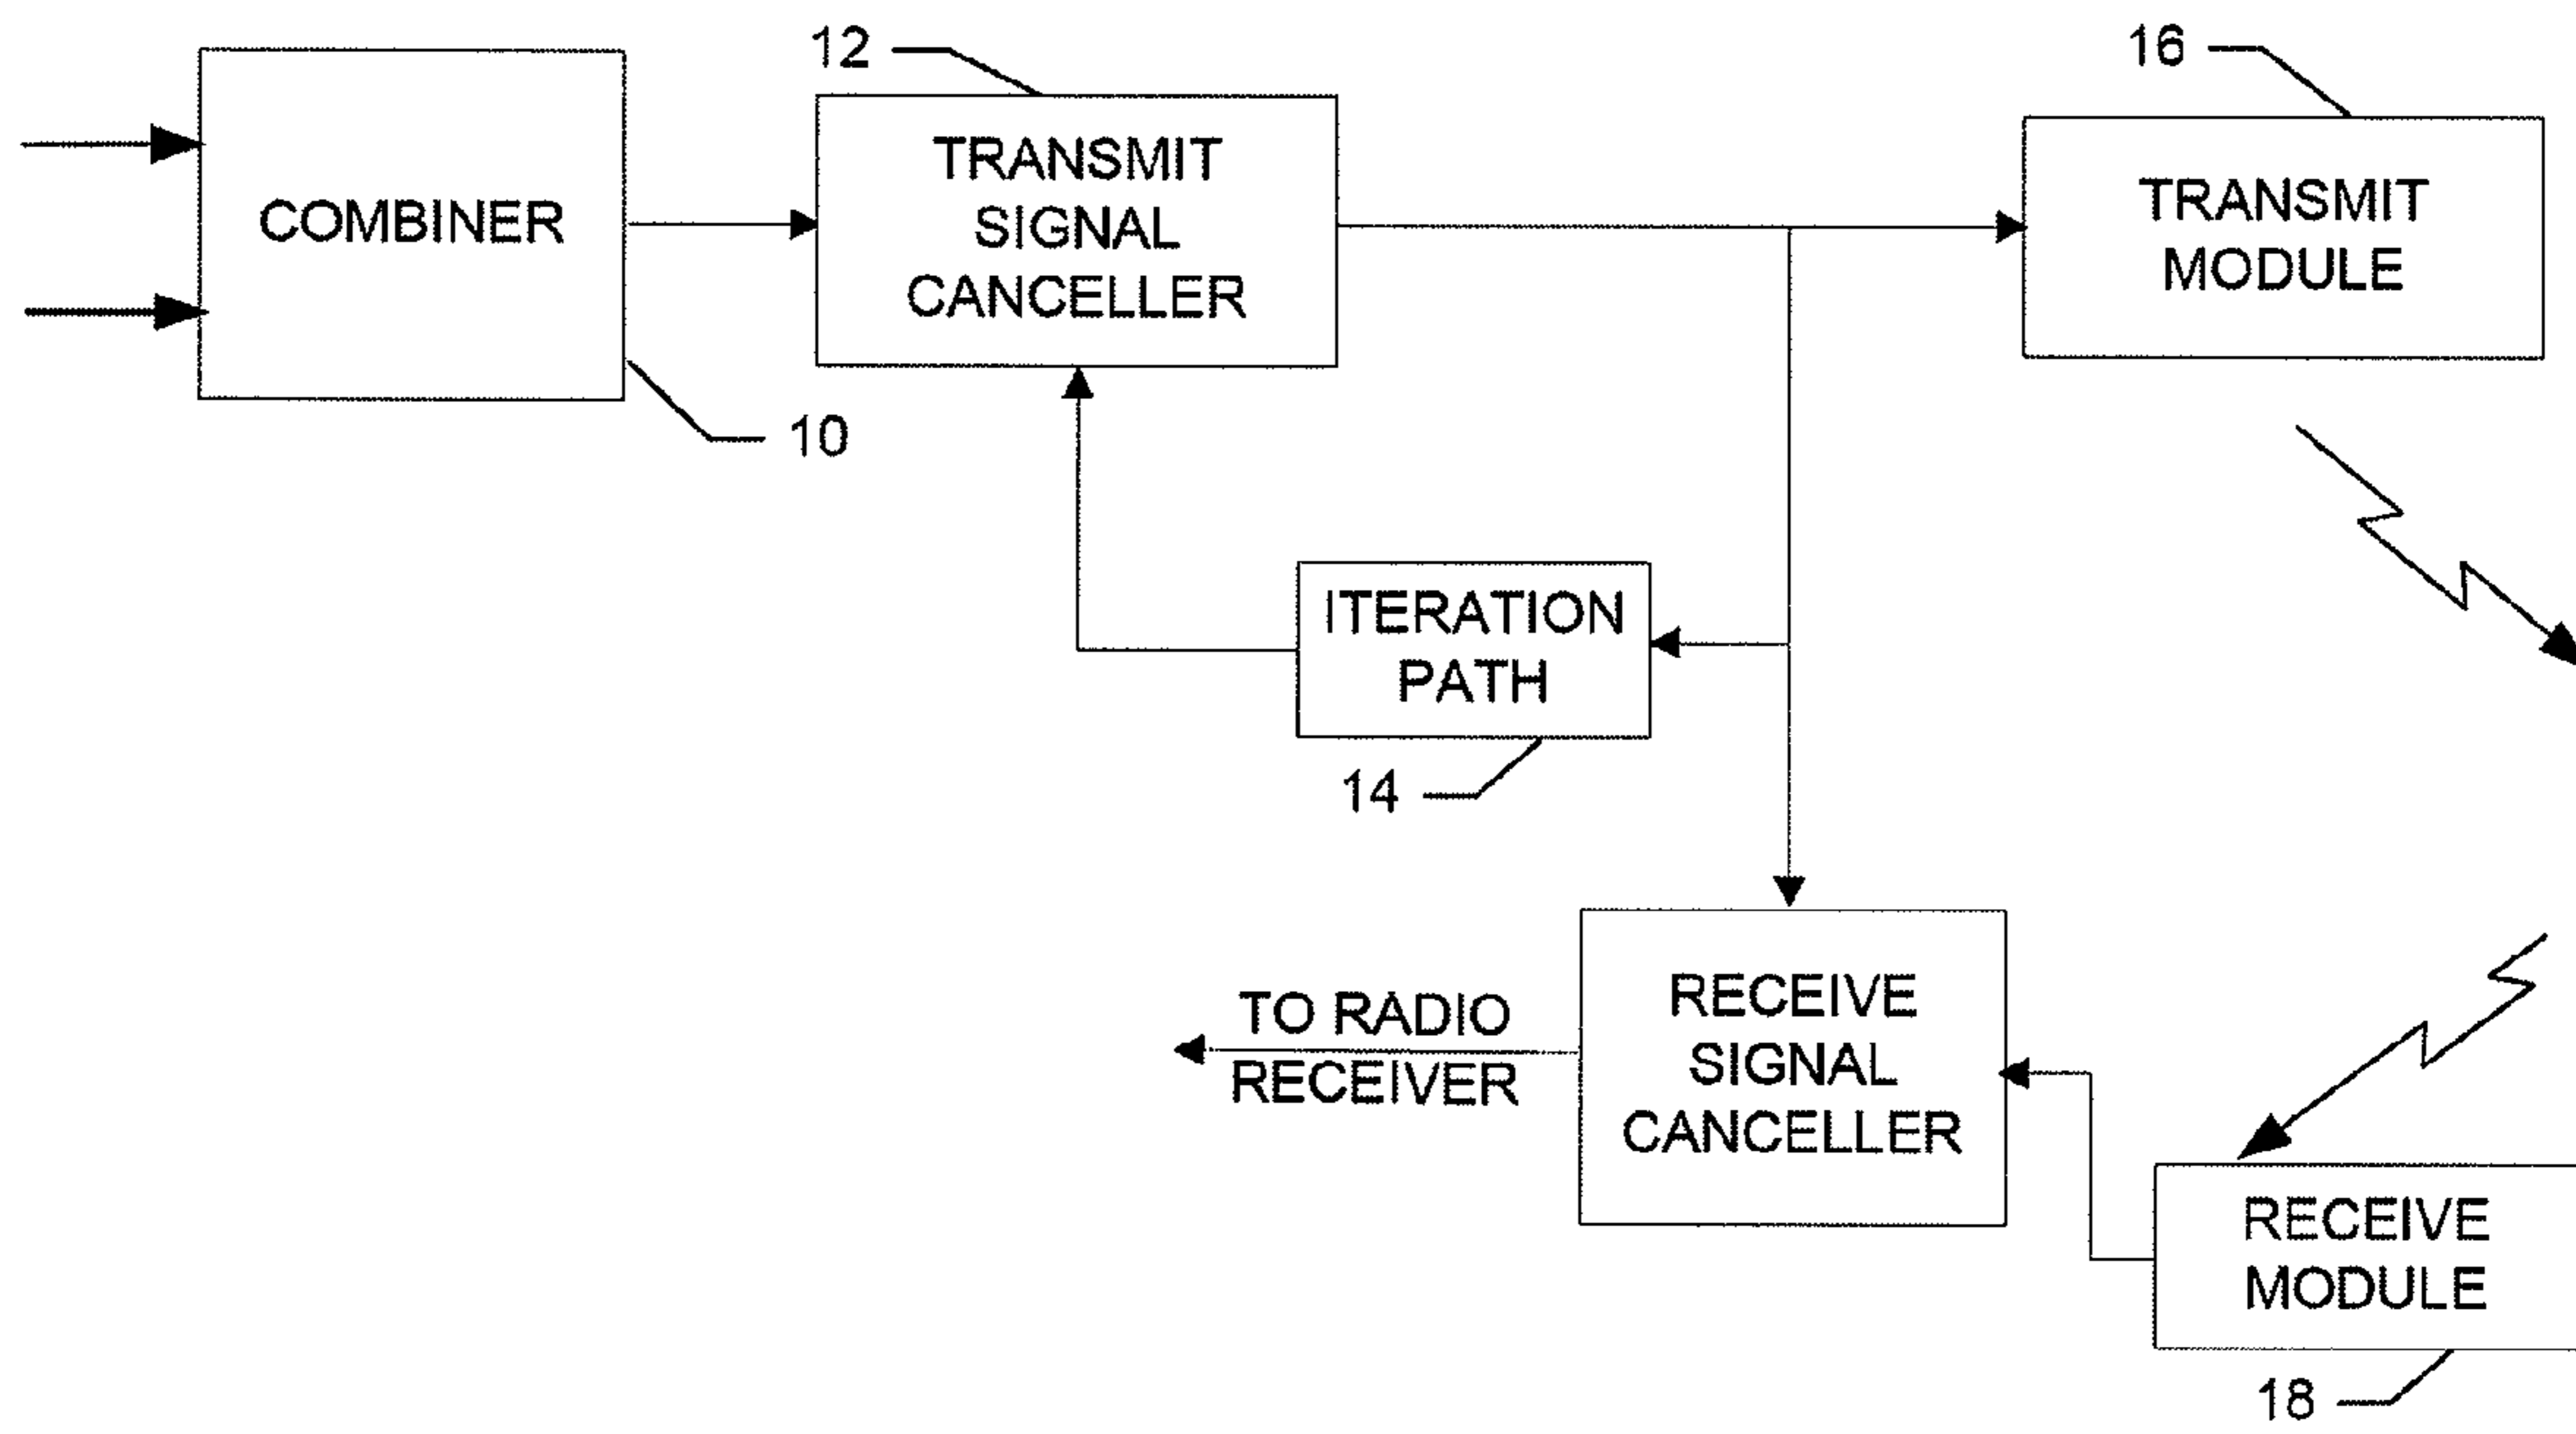 12
16
COMBINER
TRANSMIT
SIGNAL
CANCELLER
TRANSMIT
MODULE
10
ITERATION
PATH
14
TO RADIO
RECEIVER
RECEIVE
SIGNAL
CANCELLER
RECEIVE
MODULE
18